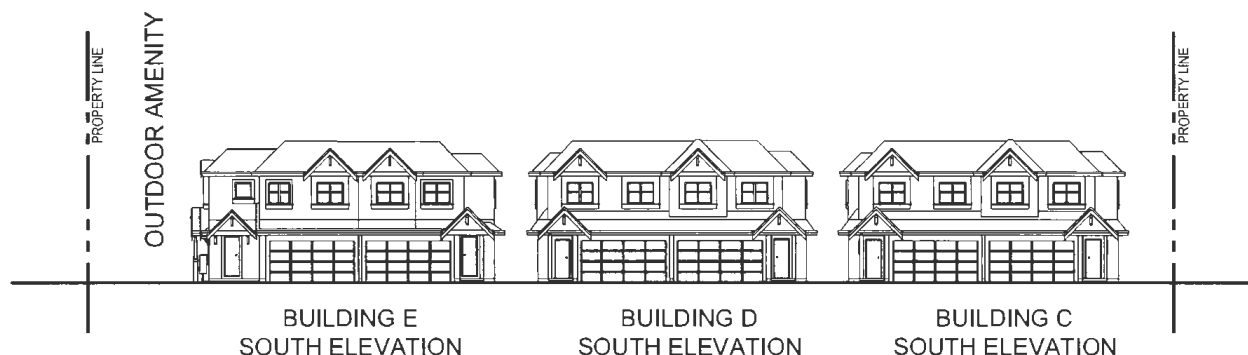 PROPERTY LINE
OUTDOOR AMENITY
PROPERTY LINE
BUILDING E
SOUTH ELEVATION
BUILDING D
SOUTH ELEVATION
BUILDING C
SOUTH ELEVATION